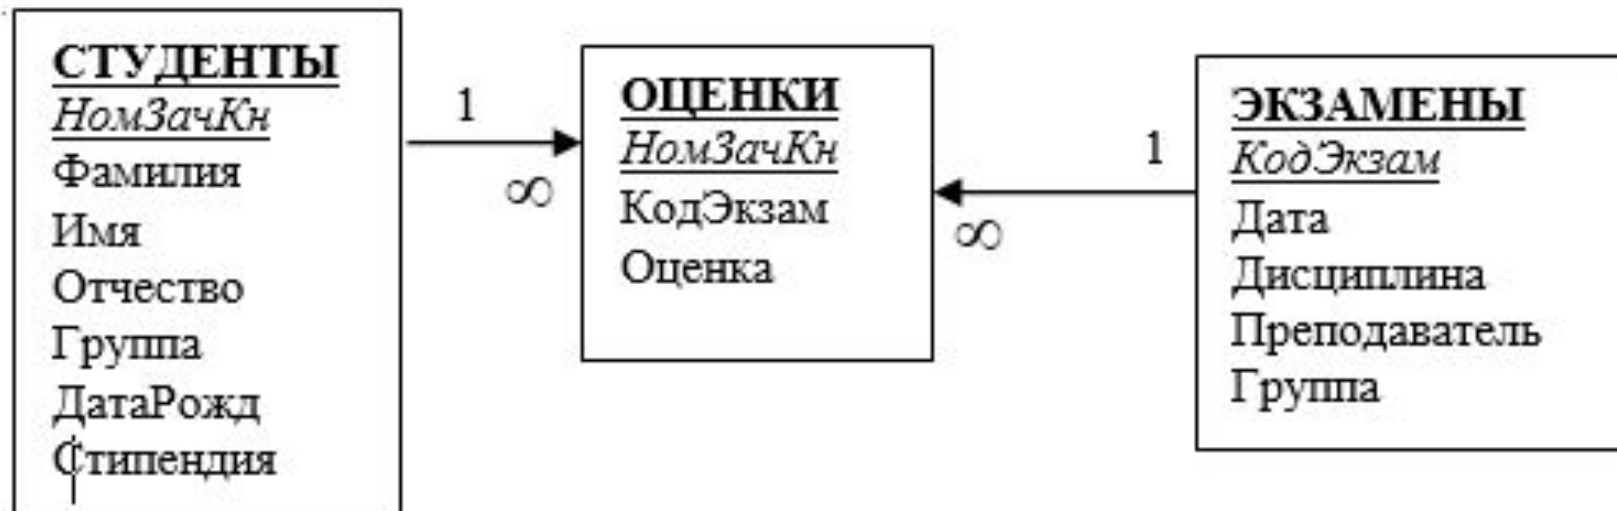 СТУДЕНТЫ
НомЗачКн
Фамилия
Имя
Отчество
Группа
ДатаРожд
Стипендия
1
∞
ОЦЕНКИ
НомЗачКн
КодЭкзам
Оценка
1
∞
ЭКЗАМЕНЫ
КодЭкзам
Дата
Дисциплина
Преподаватель
Группа